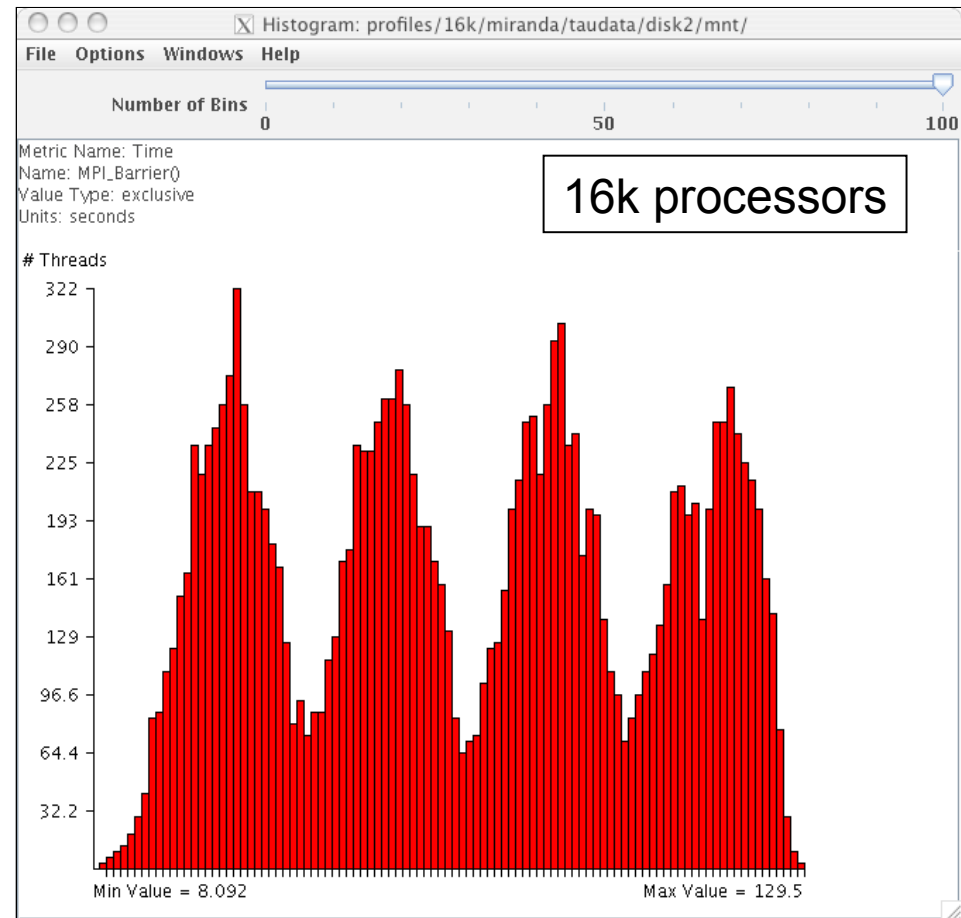 X Histogram: profiles/16k/miranda/taudata/disk2/mnt/
File Options Windows Help
Number of Bins
0 50 100
Metric Name: Time
Name: MPI_Barrier()
Value Type: exclusive
Units: seconds
16k processors
# Threads
322
290
258
225
193
161
129
96.6
64.4
32.2
Min Value = 8.092 Max Value = 129.5